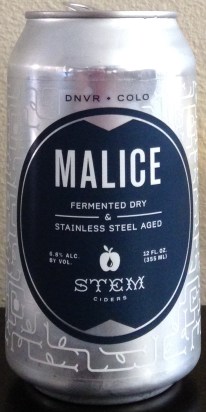 DNVR • COLO
MALICE
FERMENTED DRY
&
STAINLESS STEEL AGED
6.8% ALC. BY VOL.
12 FL. OZ. (355 ML)
STEM
CIDERS